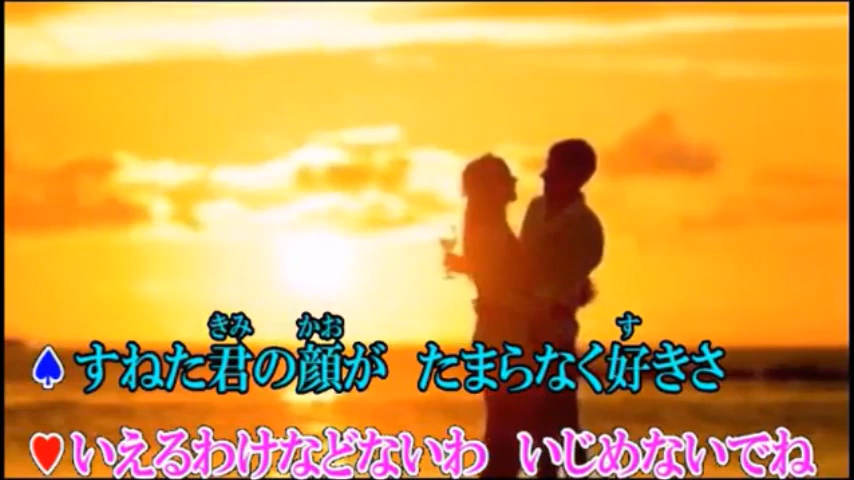 ♠すねた君の顔が たまらなく好きさ
きみ かお す
♥いえるわけなどないわ いじめないでね